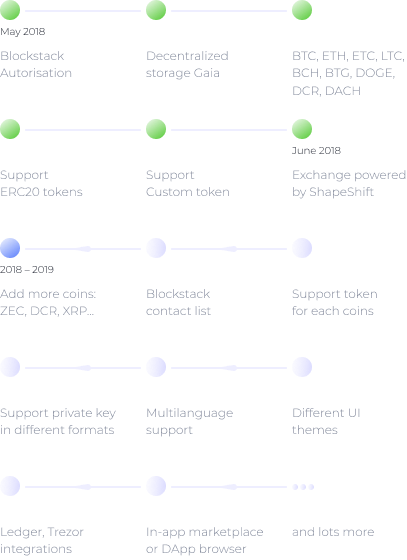 May 2018
Blockstack
Autorisation
Decentralized
storage Gaia
BTC, ETH, ETC, LTC,
BCH, BTG, DOGE,
DCR, DACH
Support
ERC20 tokens
Support
Custom token
June 2018
Exchange powered
by ShapeShift
2018 – 2019
Add more coins:
ZEC, DCR, XRP...
Blockstack
contact list
Support token
for each coins
Support private key
in different formats
Multilanguage
support
Different UI
themes
Ledger, Trezor
integrations
In-app marketplace
or DApp browser
and lots more